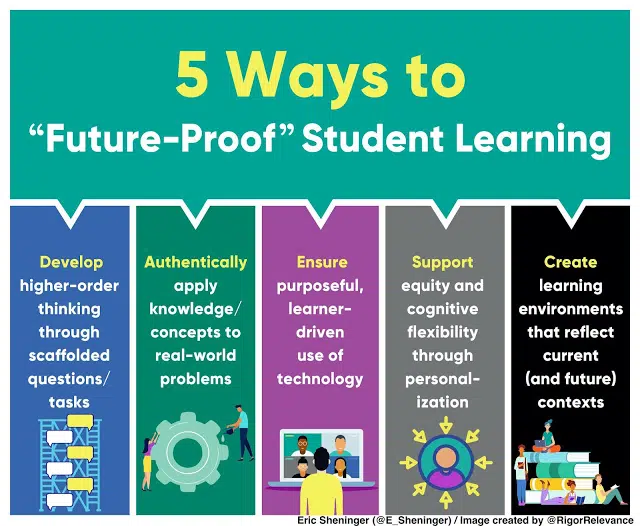 5 Ways to
“Future-Proof” Student Learning
Develop
higher-order
thinking
through
scaffolded
questions/
tasks
Authentically
apply
knowledge/
concepts to
real-world
problems
Ensure
purposeful,
learner-
driven
use of
technology
Support
equity and
cognitive
flexibility
through
personal-
ization
Create
learning
environments
that reflect
current
(and future)
contexts
Eric Sheninger (@E_Sheninger) / Image created by @RigorRelevance